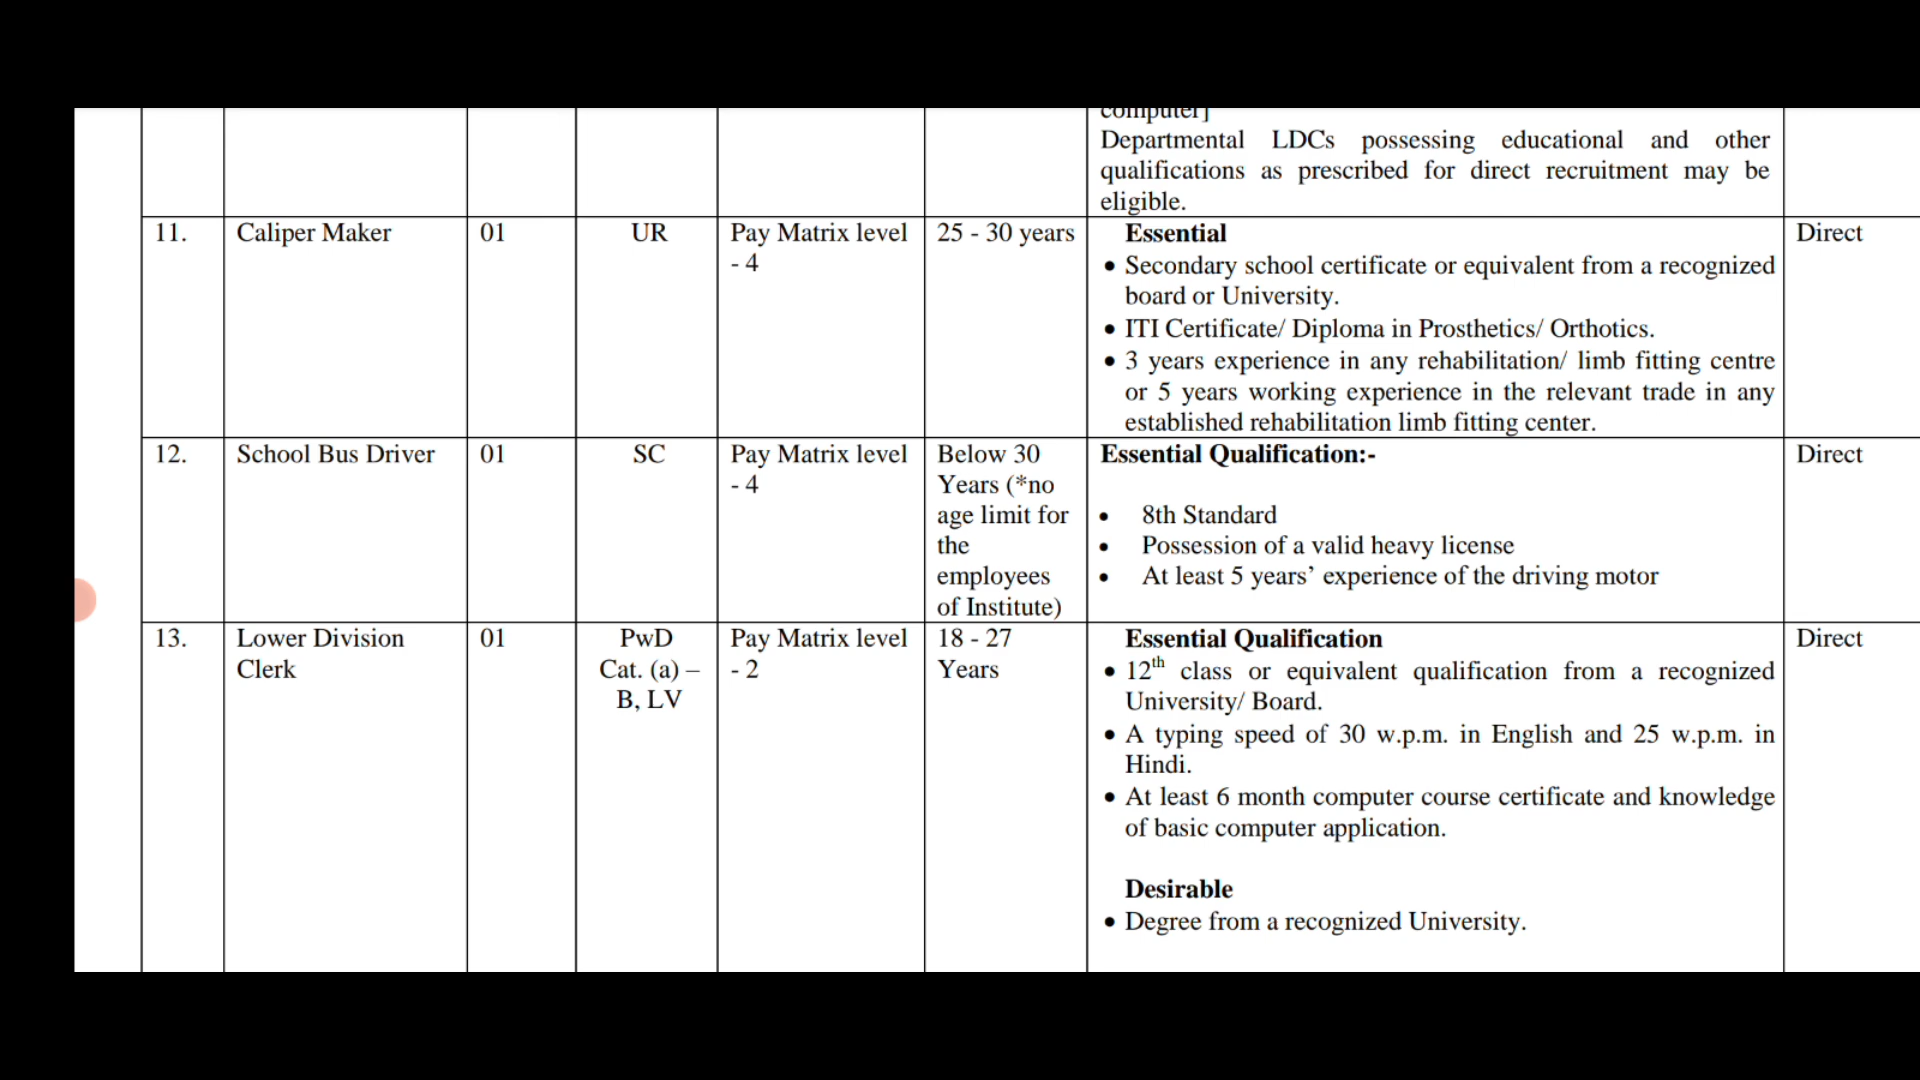 computer]
Departmental LDCs possessing educational and other
qualifications as prescribed for direct recruitment may be
eligible.
11. Caliper Maker 01 UR Pay Matrix level 25 - 30 years Essential Direct
- 4
• Secondary school certificate or equivalent from a recognized
board or University.
• ITI Certificate/ Diploma in Prosthetics/ Orthotics.
• 3 years experience in any rehabilitation/ limb fitting centre
or 5 years working experience in the relevant trade in any
established rehabilitation limb fitting center.
12. School Bus Driver 01 SC Pay Matrix level Below 30 Essential Qualification:- Direct
- 4 Years (*no
age limit for • 8th Standard
the • Possession of a valid heavy license
employees • At least 5 years’ experience of the driving motor
of Institute)
13. Lower Division 01 PwD Pay Matrix level 18 - 27 Essential Qualification Direct
Clerk Cat. (a) – - 2 Years • 12th class or equivalent qualification from a recognized
B, LV University/ Board.
• A typing speed of 30 w.p.m. in English and 25 w.p.m. in
Hindi.
• At least 6 month computer course certificate and knowledge
of basic computer application.
Desirable
• Degree from a recognized University.